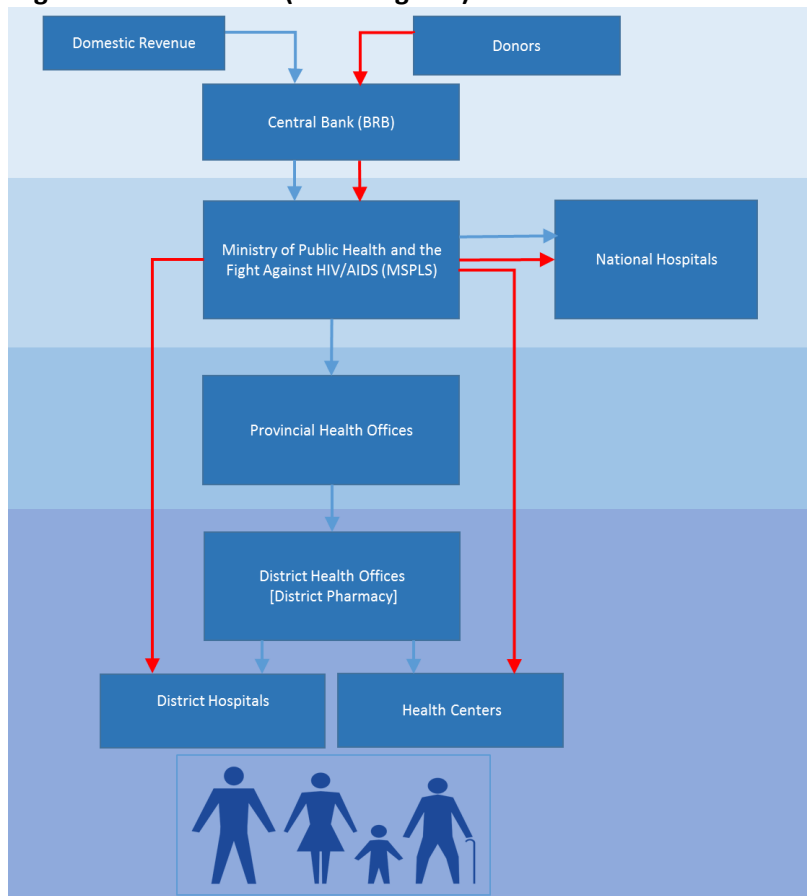 Domestic Revenue
Donors
Central Bank (BRB)
Ministry of Public Health and the
Fight Against HIV/AIDS (MSPLS)
National Hospitals
Provincial Health Offices
District Health Offices
[District Pharmacy]
District Hospitals
Health Centers